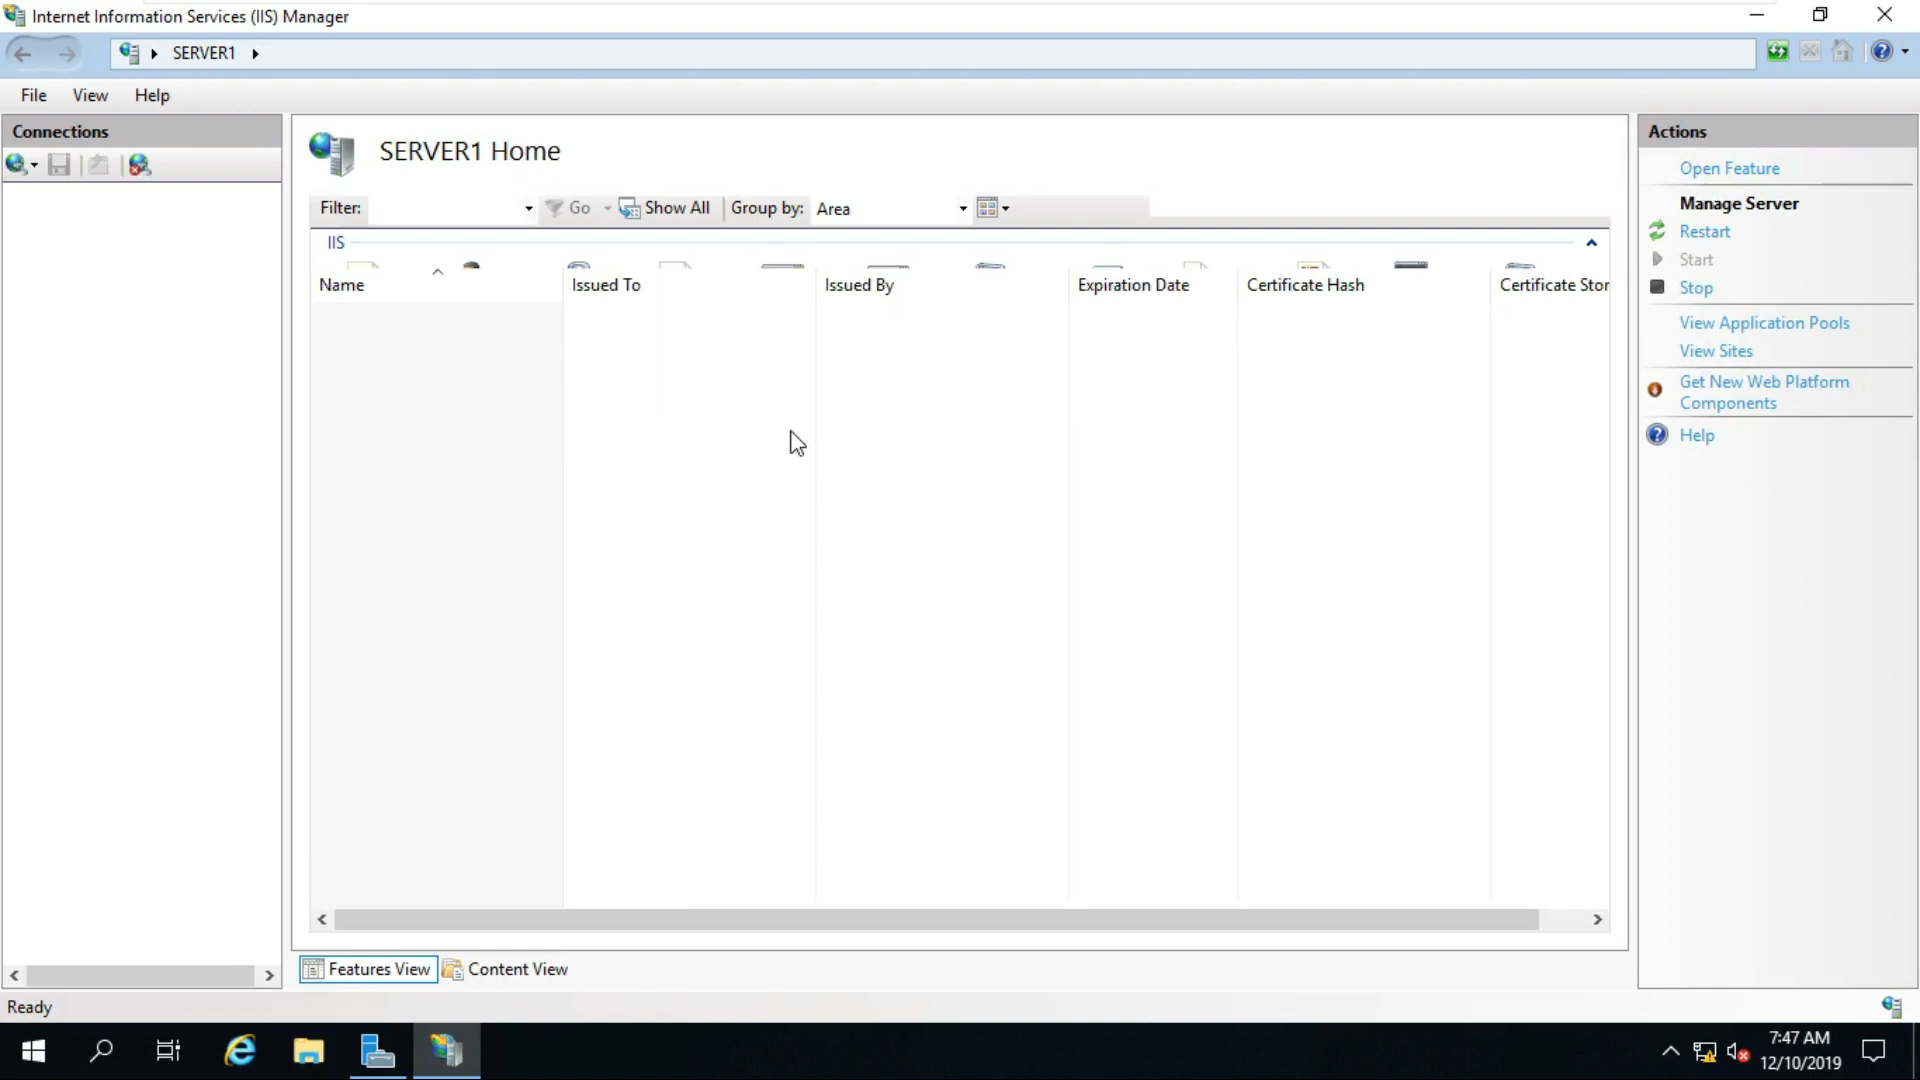 Internet Information Services (IIS) Manager
SERVER1
File View Help
Connections
SERVER1 Home
Filter: Go Show All Group by: Area
IIS
Name Issued To Issued By Expiration Date Certificate Hash Certificate Stor
Features View Content View
Actions
Open Feature
Manage Server
Restart
Start
Stop
View Application Pools
View Sites
Get New Web Platform
Components
Help
Ready
7:47 AM
12/10/2019